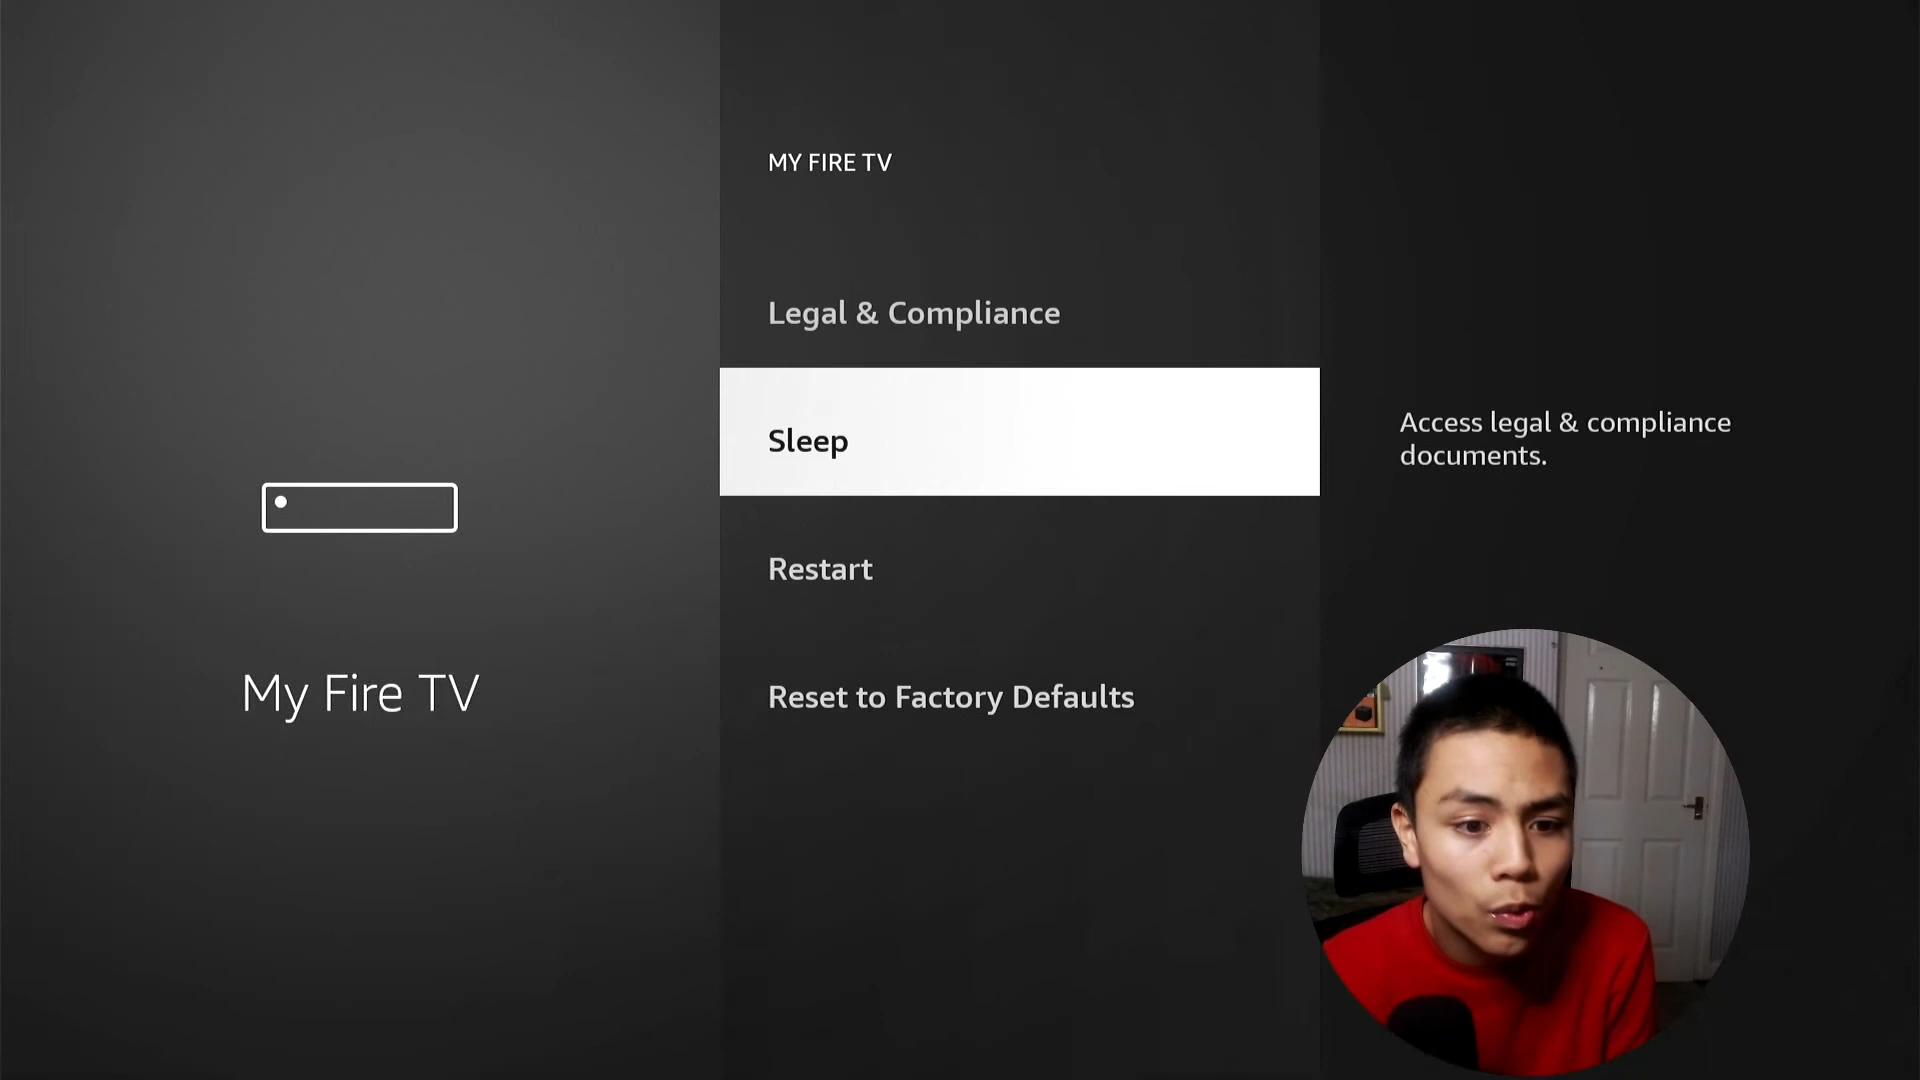 MY FIRE TV
Legal & Compliance
Sleep
Access legal & compliance
documents.
Restart
My Fire TV
Reset to Factory Defaults